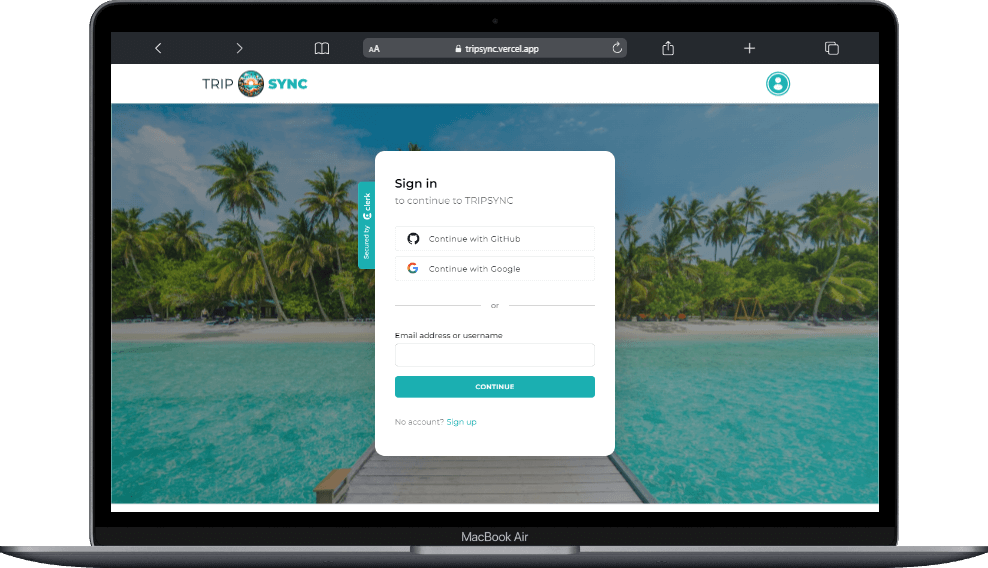 AA tripsync.vercel.app
TRIP SYNC
Sign in
to continue to TRIPSYNC
Secured by clerk
Continue with GitHub
Continue with Google
or
Email address or username
CONTINUE
No account? Sign up
MacBook Air